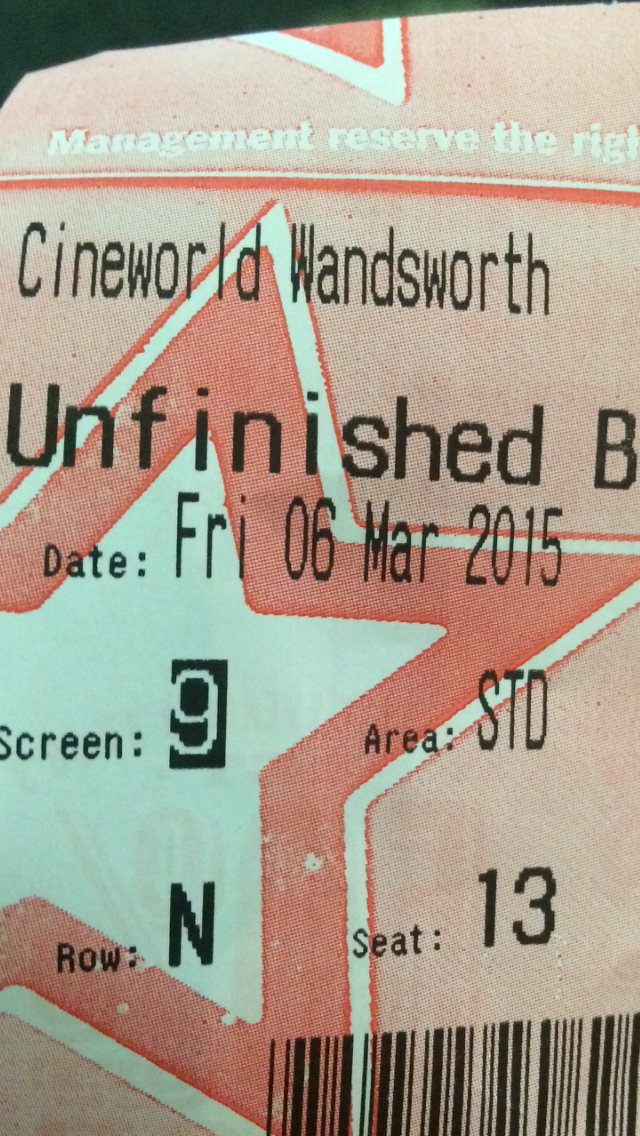 Management reserve the righ
Cineworld Wandsworth
Unfinished B
Date: Fri 06 Mar 2015
Screen: 9 Area: STD
Row: N Seat: 13